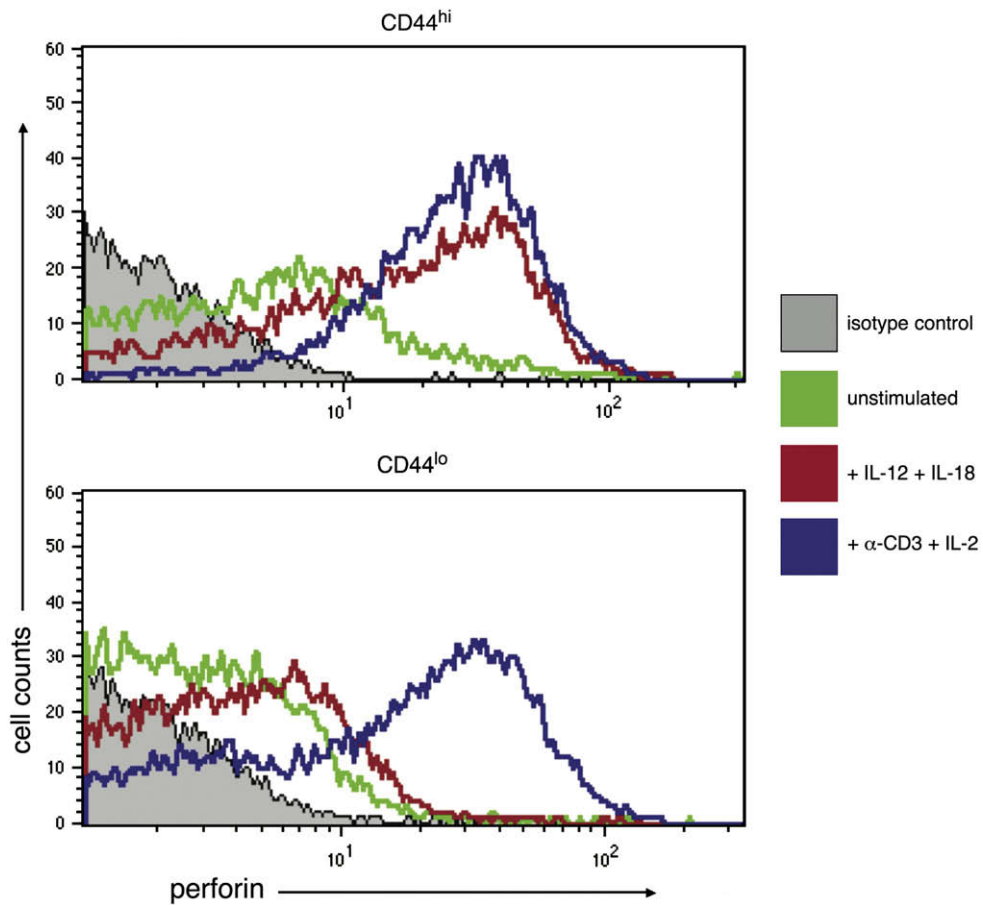 CD44hi
60
50
40
30
20
10
0
10¹
10²
CD44lo
60
50
40
30
20
10
0
10¹
10²
cell counts
perforin
isotype control
unstimulated
+ IL-12 + IL-18
+ α-CD3 + IL-2